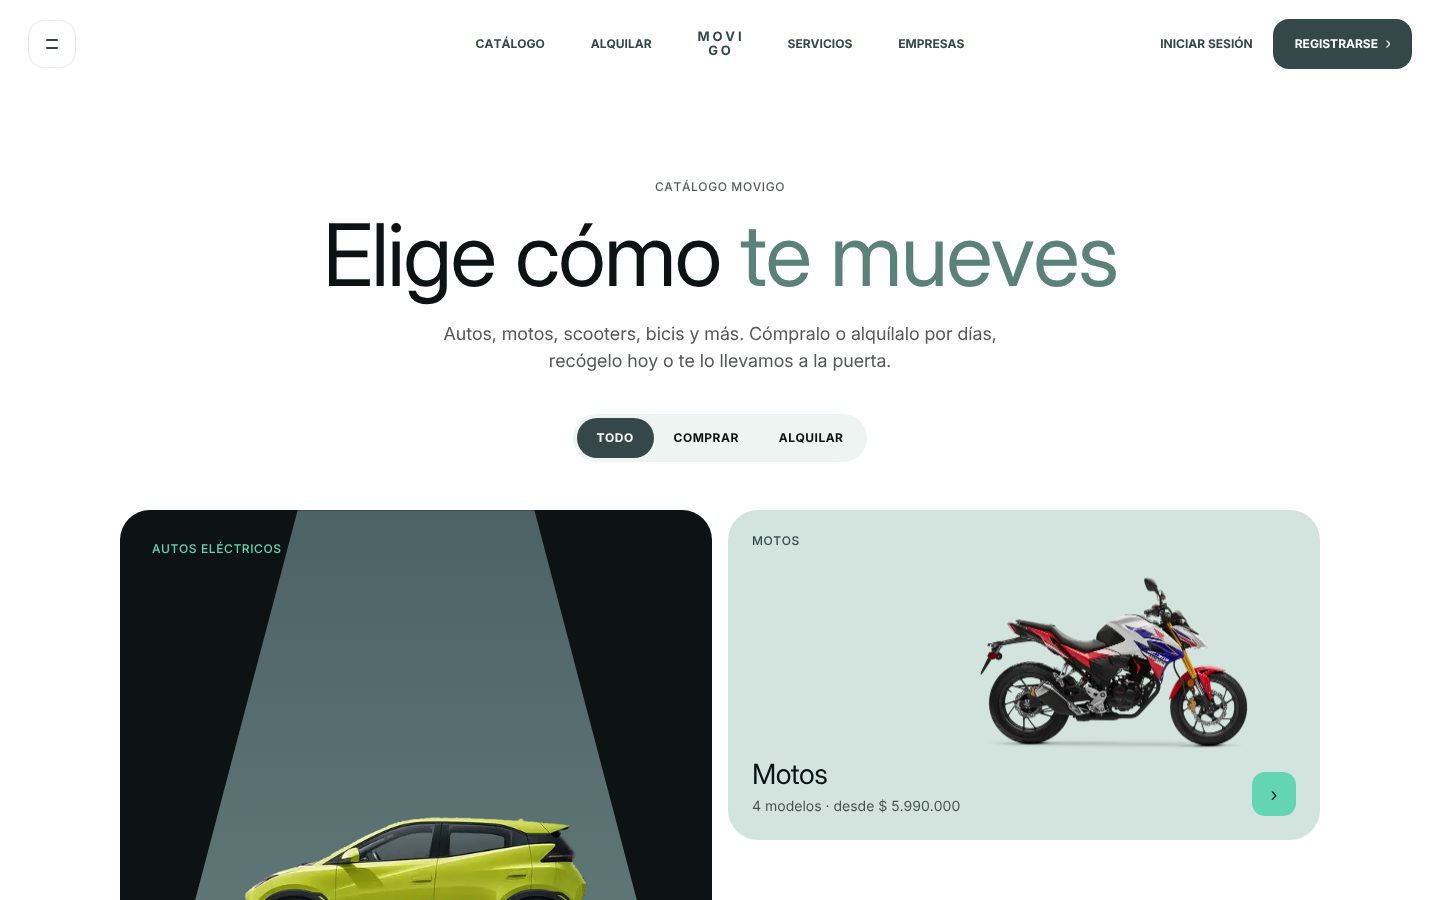 CATÁLOGO
ALQUILAR
MOVI
GO
SERVICIOS
EMPRESAS
INICIAR SESIÓN
REGISTRARSE ›
CATÁLOGO MOVIGO
Elige cómo te mueves
Autos, motos, scooters, bicis y más. Cómpralo o alquílalo por días,
recógelo hoy o te lo llevamos a la puerta.
TODO
COMPRAR
ALQUILAR
AUTOS ELÉCTRICOS
MOTOS
Motos
4 modelos · desde $ 5.990.000